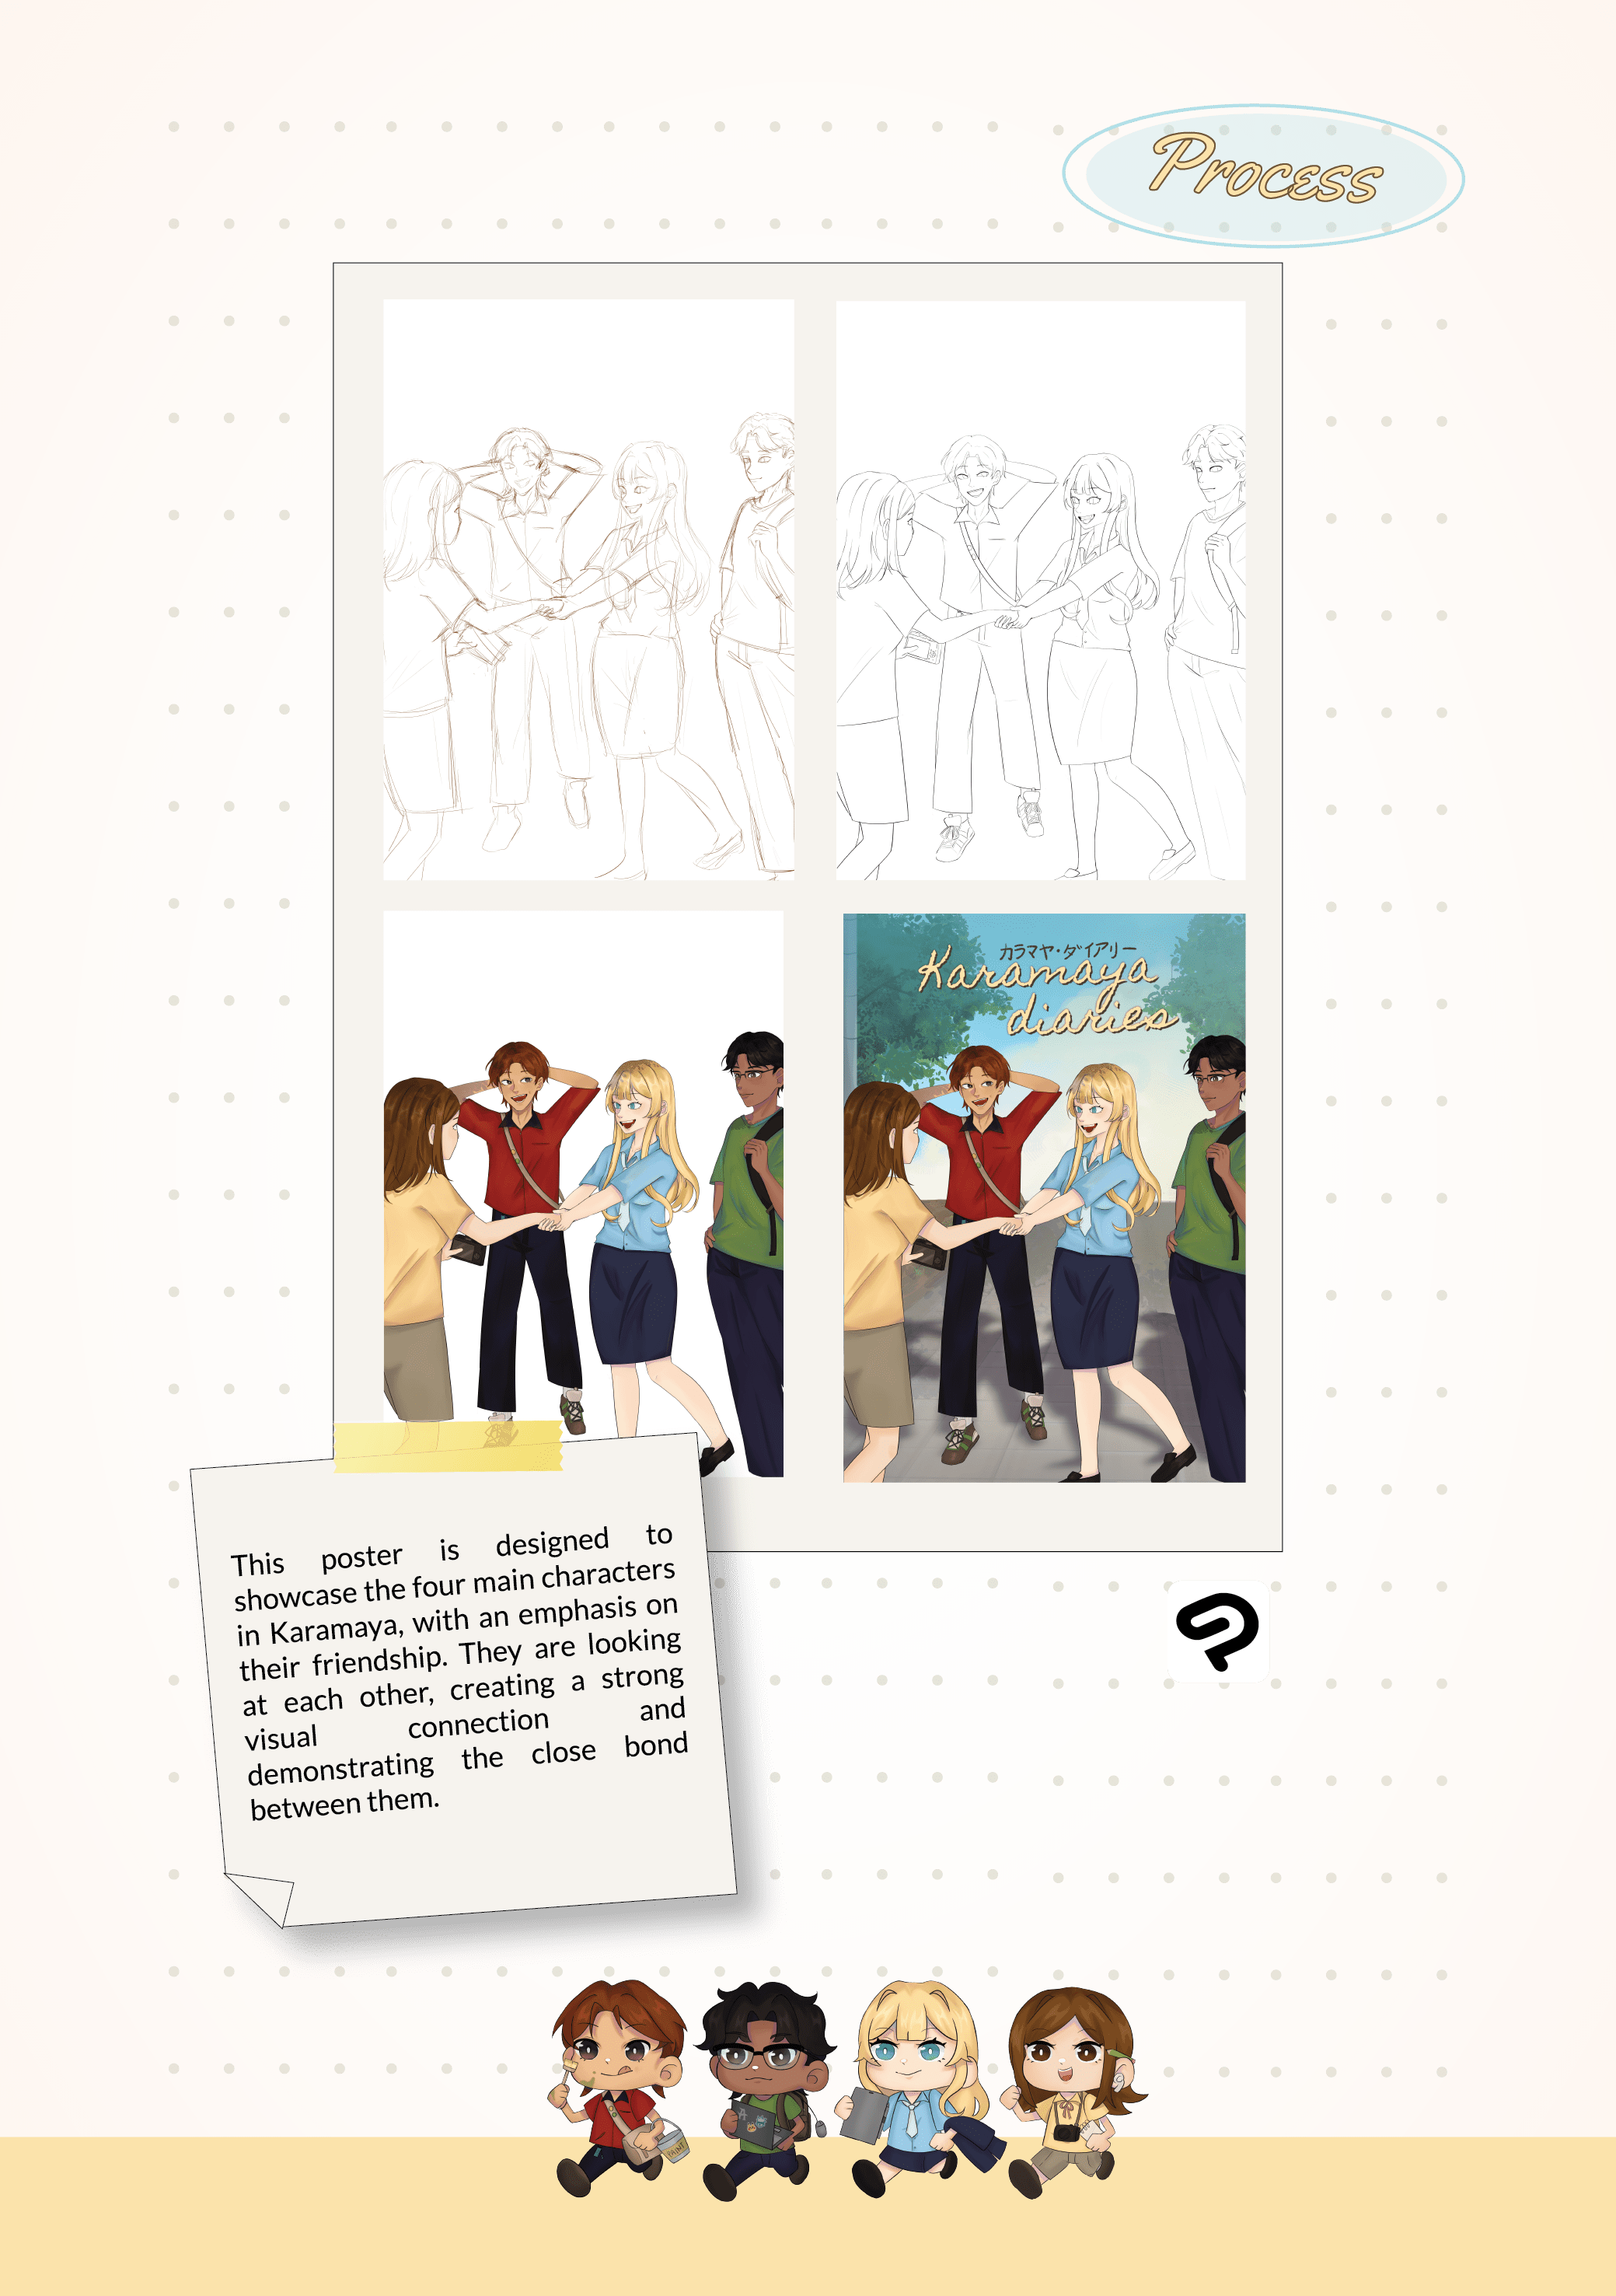 Process
カラマヤ・ダイアリー
Karamaya
diaries
This poster is designed to
showcase the four main characters
in Karamaya, with an emphasis on
their friendship. They are looking
at each other, creating a strong
visual connection and
demonstrating the close bond
between them.
PAINT